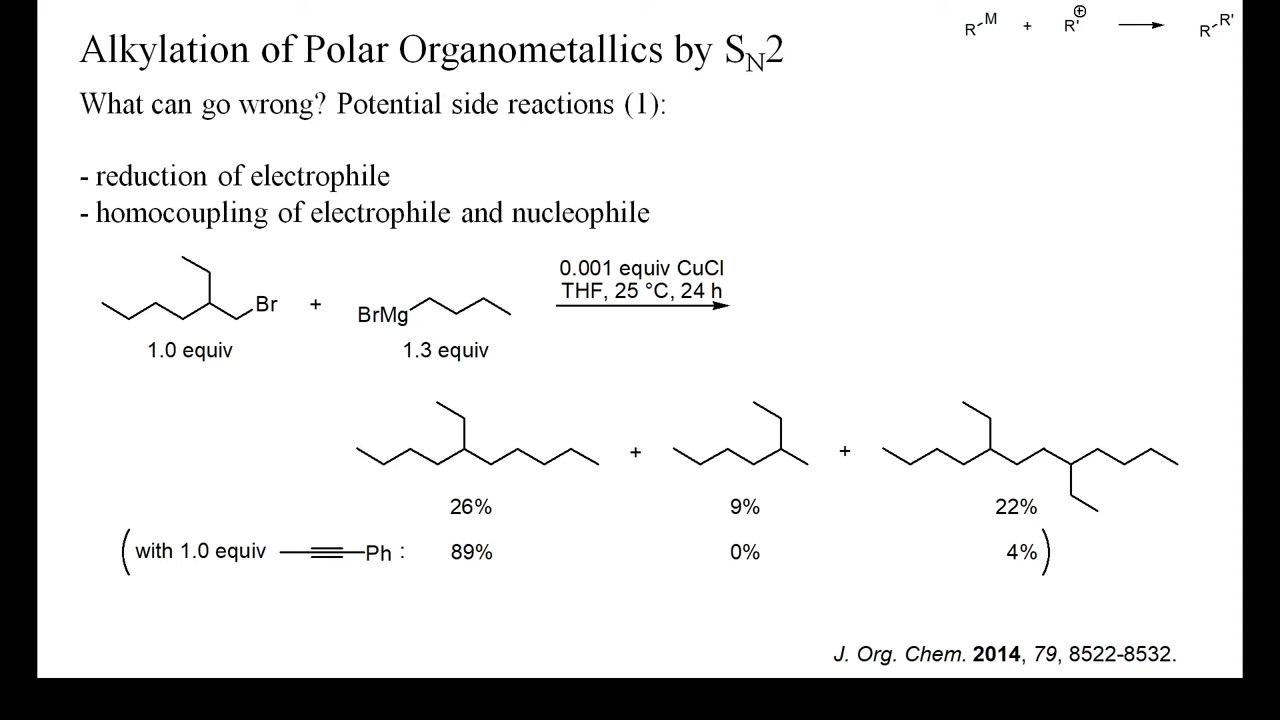 Alkylation of Polar Organometallics by SN2
R M + R' ⊕ R R'
What can go wrong? Potential side reactions (1):
- reduction of electrophile
- homocoupling of electrophile and nucleophile
Br + BrMg
0.001 equiv CuCl
THF, 25 °C, 24 h
1.0 equiv 1.3 equiv
+ +
26% 9% 22%
(with 1.0 equiv Ph : 89% 0% 4%)
J. Org. Chem. 2014, 79, 8522-8532.